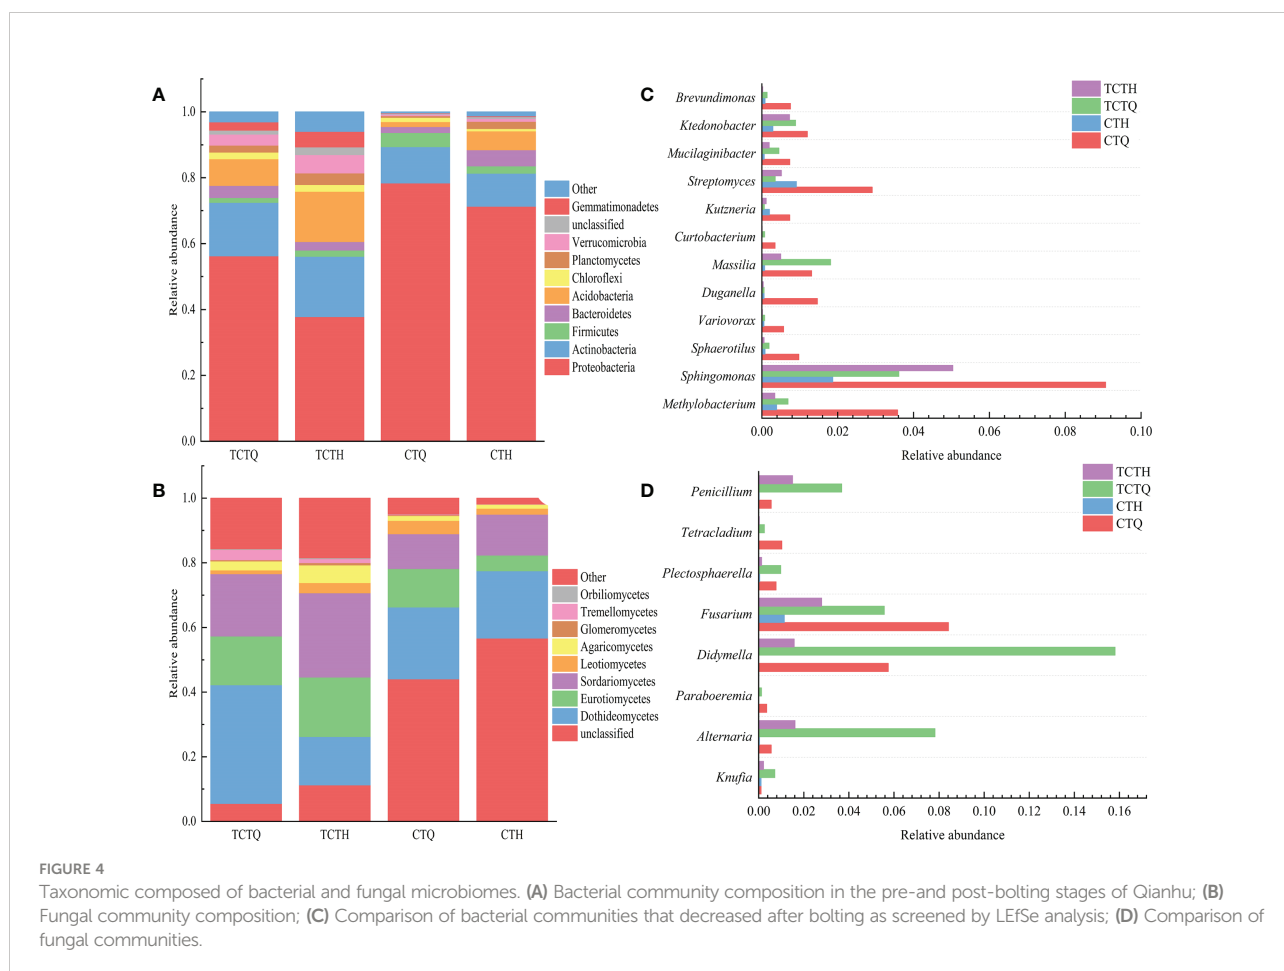 A
Relative abundance
1.0
0.8
0.6
0.4
0.2
0.0
TCTQ TCTH CTQ CTH
Other
Gemmatimonadetes
unclassified
Verrucomicrobia
Planctomycetes
Chloroflexi
Acidobacteria
Bacteroidetes
Firmicutes
Actinobacteria
Proteobacteria
C
TCTH
TCTQ
CTH
CTQ
Brevundimonas
Ktedonobacter
Mucilaginibacter
Streptomyces
Kutzneria
Curtobacterium
Massilia
Duganella
Variovorax
Sphaerotilus
Sphingomonas
Methylobacterium
0.00 0.02 0.04 0.06 0.08 0.10
Relative abundance
B
Relative abundance
1.0
0.8
0.6
0.4
0.2
0.0
TCTQ TCTH CTQ CTH
Other
Orbiliomycetes
Tremellomycetes
Glomeromycetes
Agaricomycetes
Leotiomycetes
Sordariomycetes
Eurotiomycetes
Dothideomycetes
unclassified
D
TCTH
TCTQ
CTH
CTQ
Penicillium
Tetracladium
Plectosphaerella
Fusarium
Didymella
Paraboeremia
Alternaria
Knufia
0.00 0.02 0.04 0.06 0.08 0.10 0.12 0.14 0.16
Relative abundance
FIGURE 4
Taxonomic composed of bacterial and fungal microbiomes. (A) Bacterial community composition in the pre-and post-bolting stages of Qianhu; (B)
Fungal community composition; (C) Comparison of bacterial communities that decreased after bolting as screened by LEfSe analysis; (D) Comparison of
fungal communities.